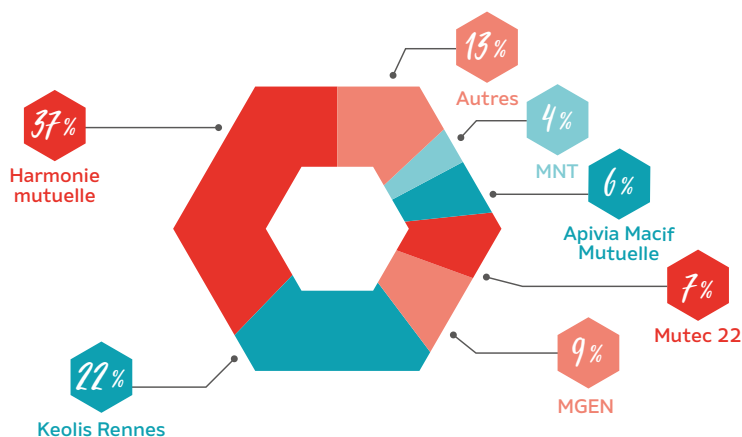 13 %
Autres
4 %
MNT
37 %
Harmonie
mutuelle
6 %
Apivia Macif
Mutuelle
7 %
Mutec 22
9 %
MGEN
22 %
Keolis Rennes